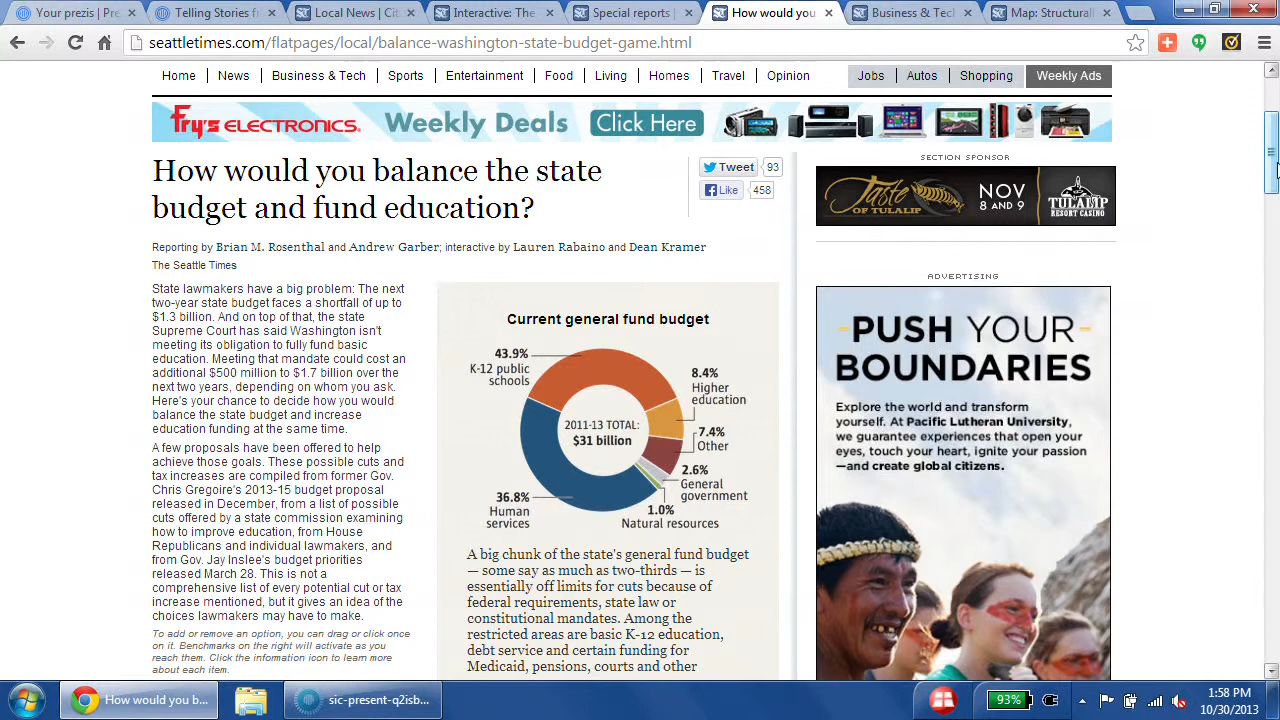 Your prezis | Pre
Telling Stories f
Local News | Cit
Interactive: The
Special reports |
How would you
Business & Tech
Map: Structurall
seattletimes.com/flatpages/local/balance-washington-state-budget-game.html
Home News Business & Tech Sports Entertainment Food Living Homes Travel Opinion Jobs Autos Shopping Weekly Ads
Fry's ELECTRONICS. Weekly Deals Click Here
How would you balance the state
budget and fund education?
Tweet 93
Like 458
Reporting by Brian M. Rosenthal and Andrew Garber; interactive by Lauren Rabaino and Dean Kramer
The Seattle Times
State lawmakers have a big problem: The next
two-year state budget faces a shortfall of up to
$1.3 billion. And on top of that, the state
Supreme Court has said Washington isn't
meeting its obligation to fully fund basic
education. Meeting that mandate could cost an
additional $500 million to $1.7 billion over the
next two years, depending on whom you ask.
Here's your chance to decide how you would
balance the state budget and increase
education funding at the same time.
A few proposals have been offered to help
achieve those goals. These possible cuts and
tax increases are compiled from former Gov.
Chris Gregoire's 2013-15 budget proposal
released in December, from a list of possible
cuts offered by a state commission examining
how to improve education, from House
Republicans and individual lawmakers, and
from Gov. Jay Inslee's budget priorities
released March 28. This is not a
comprehensive list of every potential cut or tax
increase mentioned, but it gives an idea of the
choices lawmakers may have to make.
To add or remove an option, you can drag or click once
on it. Benchmarks on the right will activate as you
reach them. Click the information icon to learn more
about each item.
Current general fund budget
43.9%
K-12 public
schools
8.4%
Higher
education
2011-13 TOTAL:
$31 billion
7.4%
Other
2.6%
General
government
36.8%
Human
services
1.0%
Natural resources
A big chunk of the state's general fund budget
— some say as much as two-thirds — is
essentially off limits for cuts because of
federal requirements, state law or
constitutional mandates. Among the
restricted areas are basic K-12 education,
debt service and certain funding for
Medicaid, pensions, courts and other
SECTION SPONSOR
Taste
OF TULALIP
NOV
8 AND 9
TULALIP
RESORT CASINO
ADVERTISING
PUSH YOUR
BOUNDARIES
Explore the world and transform
yourself. At Pacific Lutheran University,
we guarantee experiences that open your
eyes, touch your heart, ignite your passion
—and create global citizens.
How would you b...
sic-present-q2isb...
93%
1:58 PM
10/30/2013